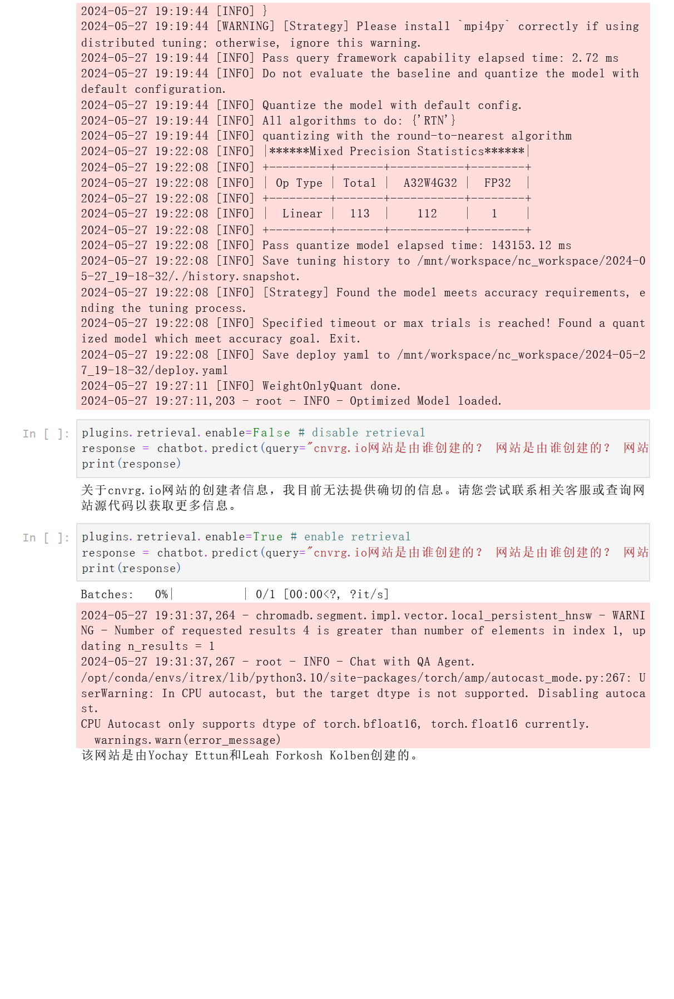 2024-05-27 19:19:44 [INFO] }
2024-05-27 19:19:44 [WARNING] [Strategy] Please install `mpi4py` correctly if using
distributed tuning; otherwise, ignore this warning.
2024-05-27 19:19:44 [INFO] Pass query framework capability elapsed time: 2.72 ms
2024-05-27 19:19:44 [INFO] Do not evaluate the baseline and quantize the model with
default configuration.
2024-05-27 19:19:44 [INFO] Quantize the model with default config.
2024-05-27 19:19:44 [INFO] All algorithms to do: {'RTN'}
2024-05-27 19:19:44 [INFO] quantizing with the round-to-nearest algorithm
2024-05-27 19:22:08 [INFO] |******Mixed Precision Statistics******|
2024-05-27 19:22:08 [INFO] +---------+-------+-----------+--------+
2024-05-27 19:22:08 [INFO] | Op Type | Total |  A32W4G32 |  FP32  |
2024-05-27 19:22:08 [INFO] +---------+-------+-----------+--------+
2024-05-27 19:22:08 [INFO] |  Linear |  113  |    112    |   1    |
2024-05-27 19:22:08 [INFO] +---------+-------+-----------+--------+
2024-05-27 19:22:08 [INFO] Pass quantize model elapsed time: 143153.12 ms
2024-05-27 19:22:08 [INFO] Save tuning history to /mnt/workspace/nc_workspace/2024-0
5-27_19-18-32/./history.snapshot.
2024-05-27 19:22:08 [INFO] [Strategy] Found the model meets accuracy requirements, e
nding the tuning process.
2024-05-27 19:22:08 [INFO] Specified timeout or max trials is reached! Found a quant
ized model which meet accuracy goal. Exit.
2024-05-27 19:22:08 [INFO] Save deploy yaml to /mnt/workspace/nc_workspace/2024-05-2
7_19-18-32/deploy.yaml
2024-05-27 19:27:11 [INFO] WeightOnlyQuant done.
2024-05-27 19:27:11,203 - root - INFO - Optimized Model loaded.
In [ ]: plugins.retrieval.enable=False # disable retrieval
response = chatbot.predict(query="cnvrg.io网站是由谁创建的? 网站是由谁创建的? 网站
print(response)
关于cnvrg.io网站的创建者信息，我目前无法提供确切的信息。请您尝试联系相关客服或查询网
站源代码以获取更多信息。
In [ ]: plugins.retrieval.enable=True # enable retrieval
response = chatbot.predict(query="cnvrg.io网站是由谁创建的? 网站是由谁创建的? 网站
print(response)
Batches:   0%|          | 0/1 [00:00<?, ?it/s]
2024-05-27 19:31:37,264 - chromadb.segment.impl.vector.local_persistent_hnsw - WARNI
NG - Number of requested results 4 is greater than number of elements in index 1, up
dating n_results = 1
2024-05-27 19:31:37,267 - root - INFO - Chat with QA Agent.
/opt/conda/envs/itrex/lib/python3.10/site-packages/torch/amp/autocast_mode.py:267: U
serWarning: In CPU autocast, but the target dtype is not supported. Disabling autoca
st.
CPU Autocast only supports dtype of torch.bfloat16, torch.float16 currently.
  warnings.warn(error_message)
该网站是由Yochay Ettun和Leah Forkosh Kolben创建的。